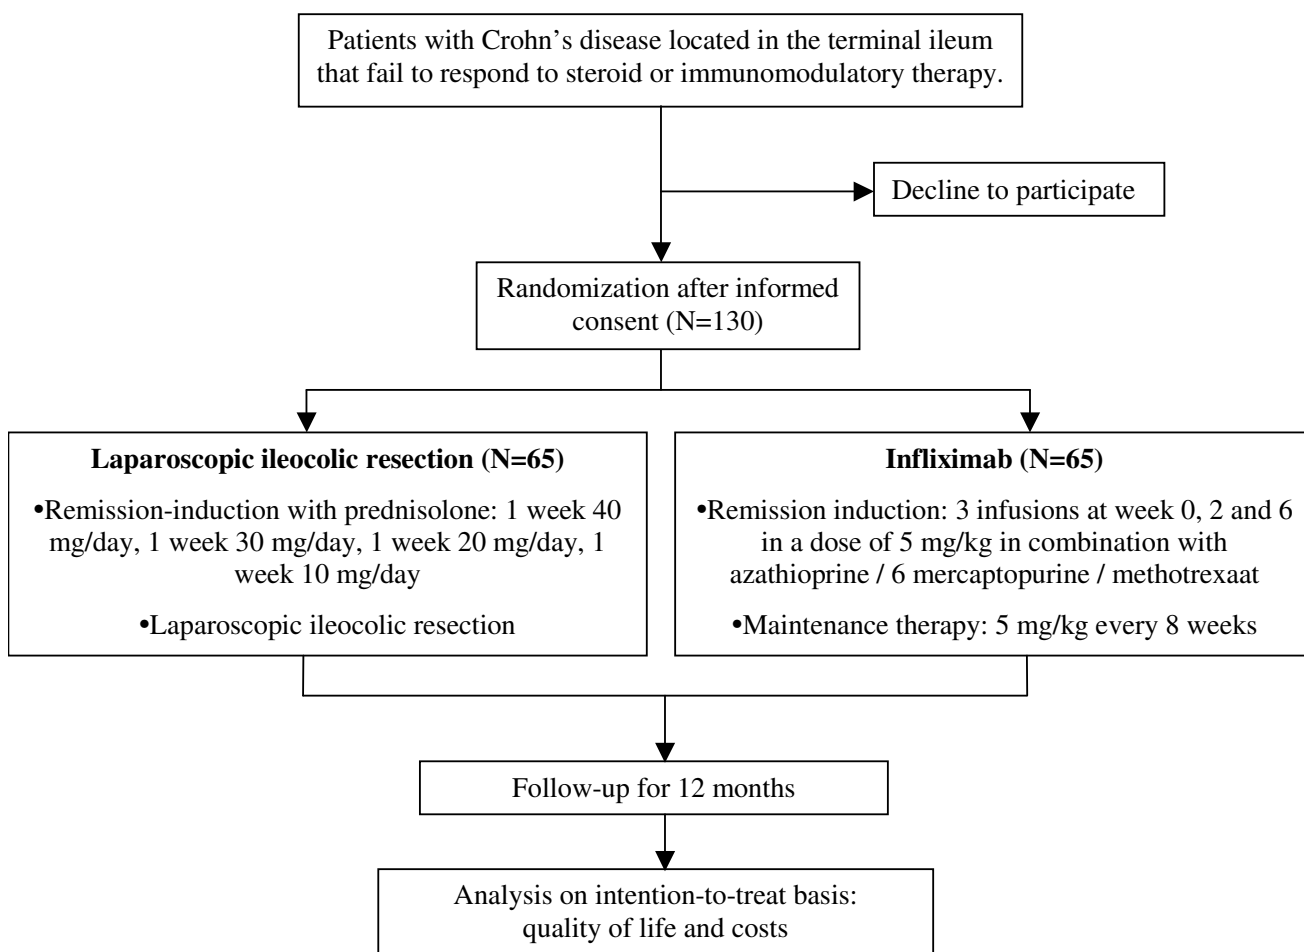 Patients with Crohn’s disease located in the terminal ileum
that fail to respond to steroid or immunomodulatory therapy.
Decline to participate
Randomization after informed
consent (N=130)
Laparoscopic ileocolic resection (N=65)
•Remission-induction with prednisolone: 1 week 40
mg/day, 1 week 30 mg/day, 1 week 20 mg/day, 1
week 10 mg/day
•Laparoscopic ileocolic resection
Infliximab (N=65)
•Remission induction: 3 infusions at week 0, 2 and 6
in a dose of 5 mg/kg in combination with
azathioprine / 6 mercaptopurine / methotrexaat
•Maintenance therapy: 5 mg/kg every 8 weeks
Follow-up for 12 months
Analysis on intention-to-treat basis:
quality of life and costs